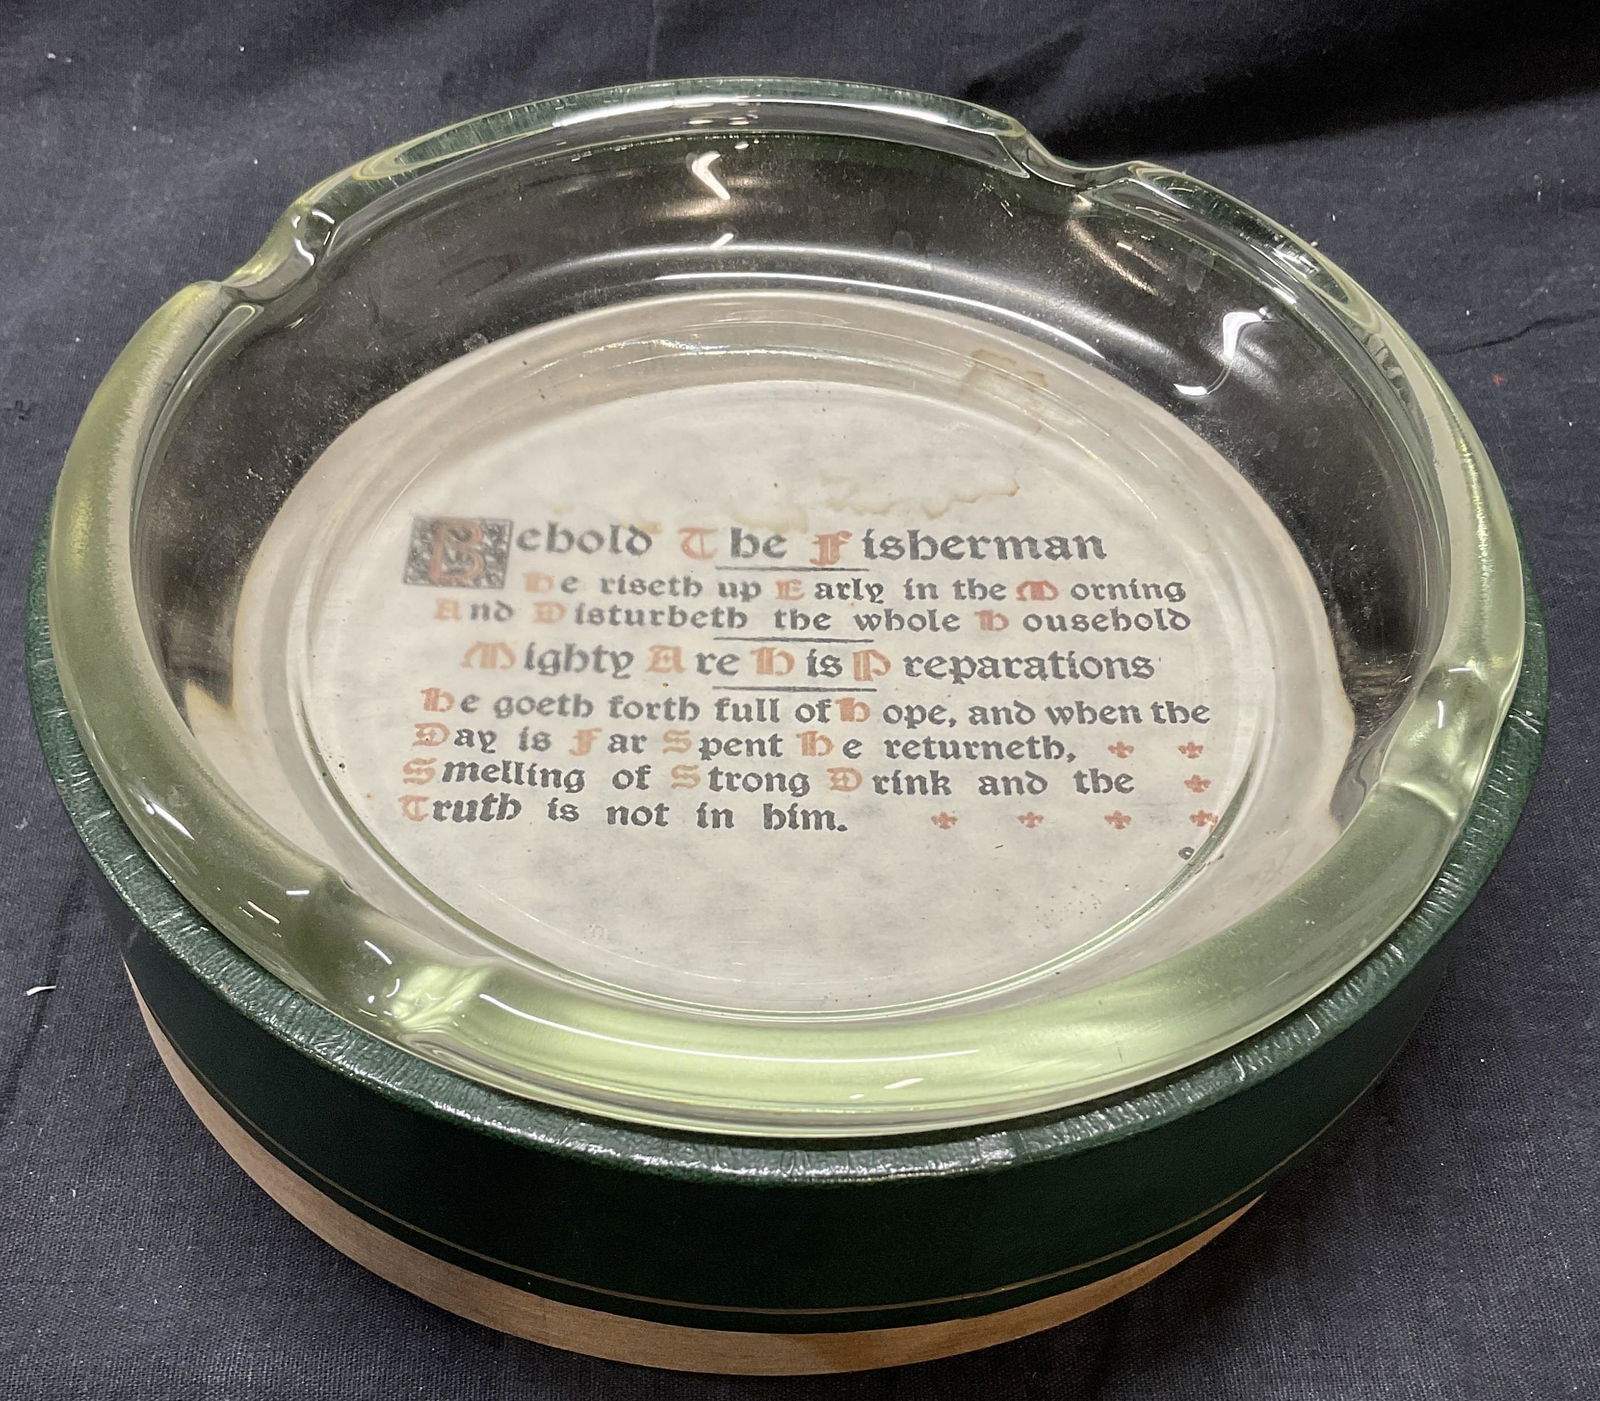 Behold The Fisherman
He riseth up Early in the Morning
And Disturbeth the whole Household
Mighty Are His Preparations
He goeth forth full of Hope, and when the
Day is Far Spent He returneth,
Smelling of Strong Drink and the
Truth is not in him.